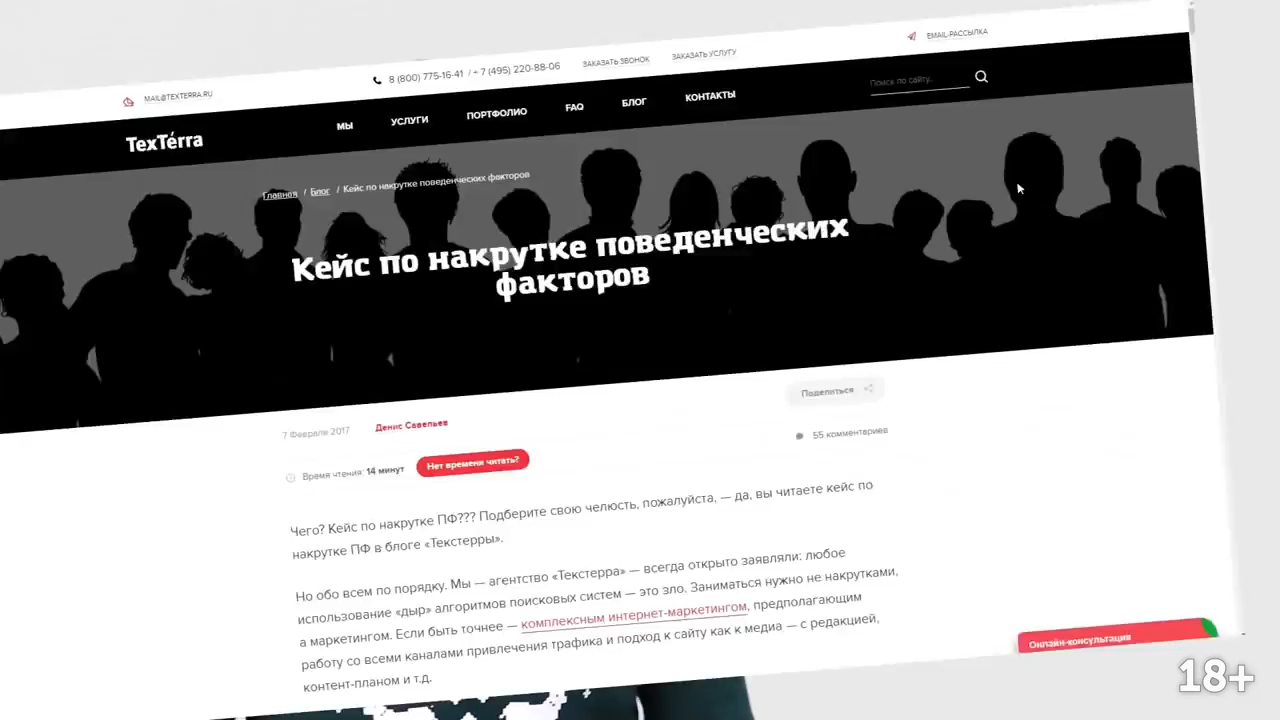 MAIL@TEXTERRA.RU
8 (800) 775-16-41 / + 7 (495) 220-88-06
ЗАКАЗАТЬ ЗВОНОК
ЗАКАЗАТЬ УСЛУГУ
EMAIL-РАССЫЛКА
TexTérra
МЫ
УСЛУГИ
ПОРТФОЛИО
FAQ
БЛОГ
КОНТАКТЫ
Поиск по сайту..
Главная / Блог / Кейс по накрутке поведенческих факторов
Кейс по накрутке поведенческих
факторов
Поделиться
7 Февраля 2017
Денис Савельев
55 комментариев
Время чтения: 14 минут
Нет времени читать?
Чего? Кейс по накрутке ПФ??? Подберите свою челюсть, пожалуйста, — да, вы читаете кейс по
накрутке ПФ в блоге «Текстерры».
Но обо всем по порядку. Мы — агентство «Текстерра» — всегда открыто заявляли: любое
использование «дыр» алгоритмов поисковых систем — это зло. Заниматься нужно не накрутками,
а маркетингом. Если быть точнее — комплексным интернет-маркетингом, предполагающим
работу со всеми каналами привлечения трафика и подход к сайту как к медиа — с редакцией,
контент-планом и т.д.
Онлайн-консультация
18+